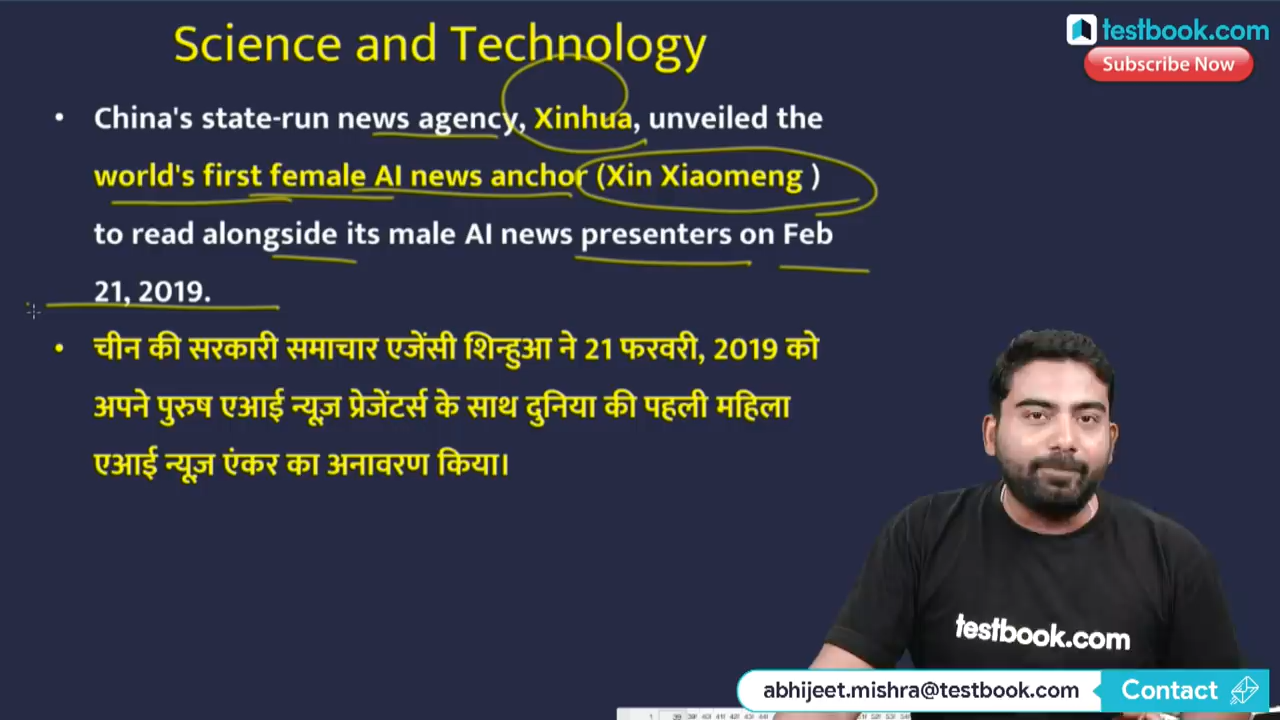 Science and Technology
testbook.com
Subscribe Now
• China's state-run news agency, Xinhua, unveiled the
world's first female AI news anchor (Xin Xiaomeng )
to read alongside its male AI news presenters on Feb
21, 2019.
• चीन की सरकारी समाचार एजेंसी शिन्हुआ ने 21 फरवरी, 2019 को
अपने पुरुष एआई न्यूज़ प्रेजेंटर्स के साथ दुनिया की पहली महिला
एआई न्यूज़ एंकर का अनावरण किया।
testbook.com
abhijeet.mishra@testbook.com
Contact